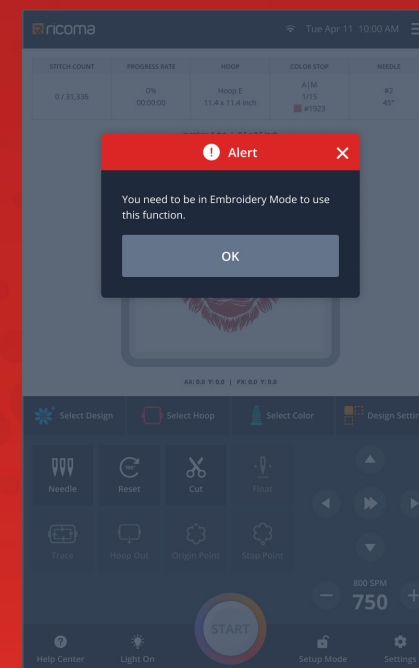 ricoma
Tue Apr 11 10:00 AM
STITCH COUNT PROGRESS RATE HOOP COLOR STOP NEEDLE
0 / 31,336 0% Hoop E A|M #2
00:00:00 11.4 x 11.4 inch 1/15 45°
#1923
Alert
You need to be in Embroidery Mode to use
this function.
OK
AX: 0.0 Y: 0.0 | PX: 0.0 Y: 0.0
Select Design Select Hoop Select Color Design Settin
Needle Reset Cut Float
Trace Hoop Out Origin Point Stop Point
800 SPM
750
START
Help Center Light On Setup Mode Settings